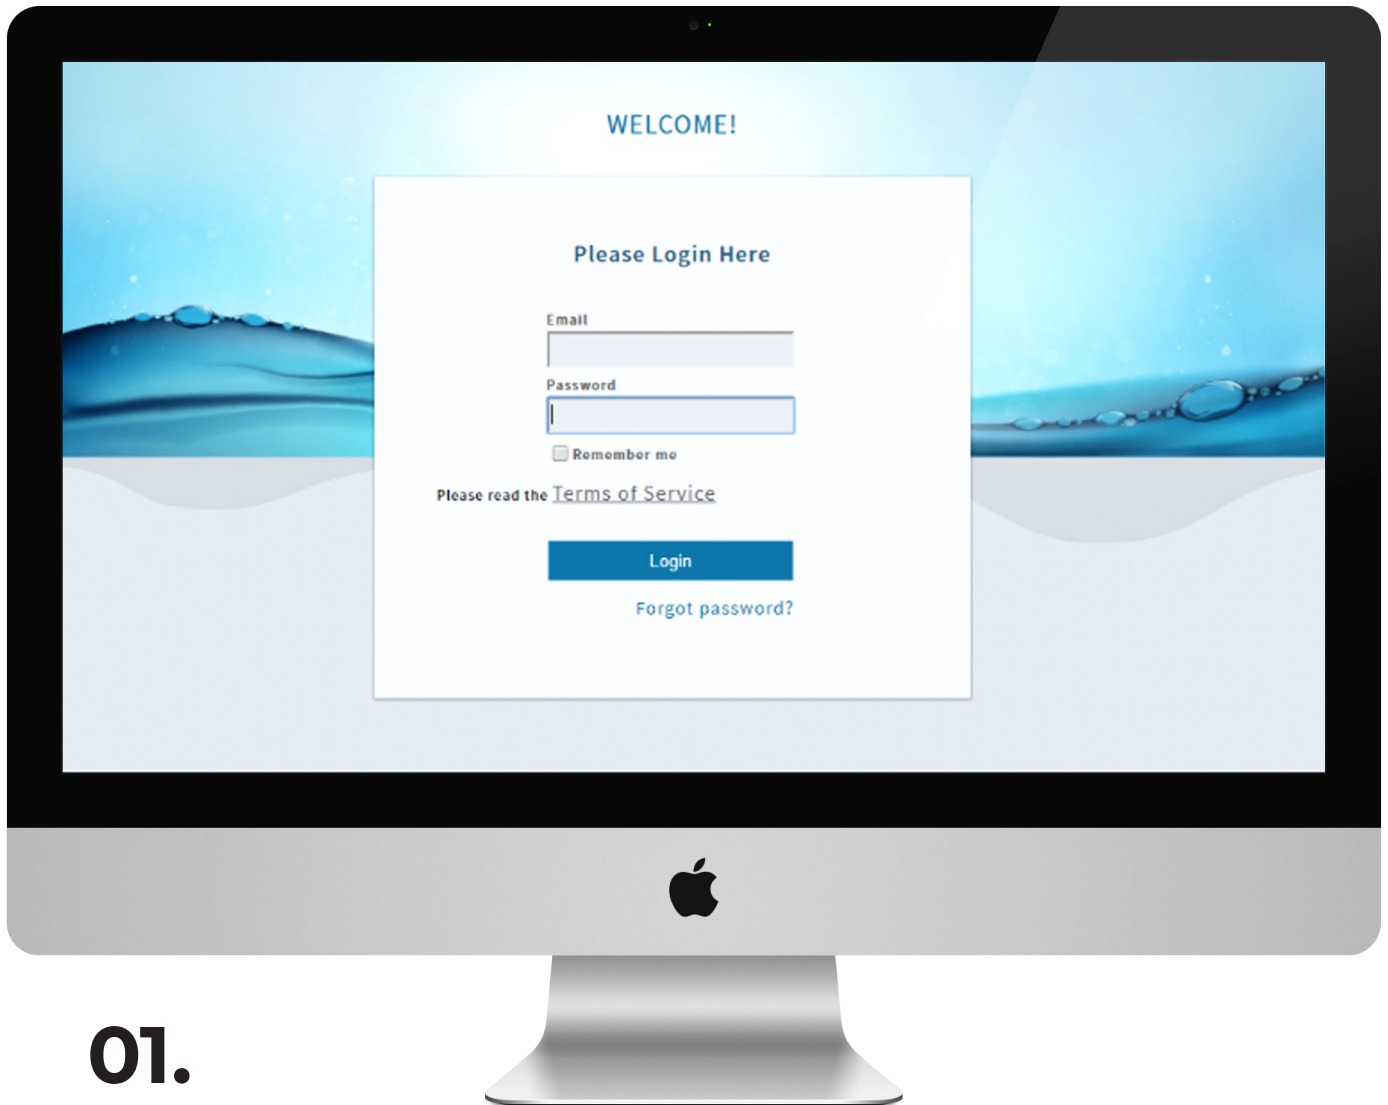 WELCOME!
Please Login Here
Email
Password
Remember me
Please read the Terms of Service
Login
Forgot password?
01.